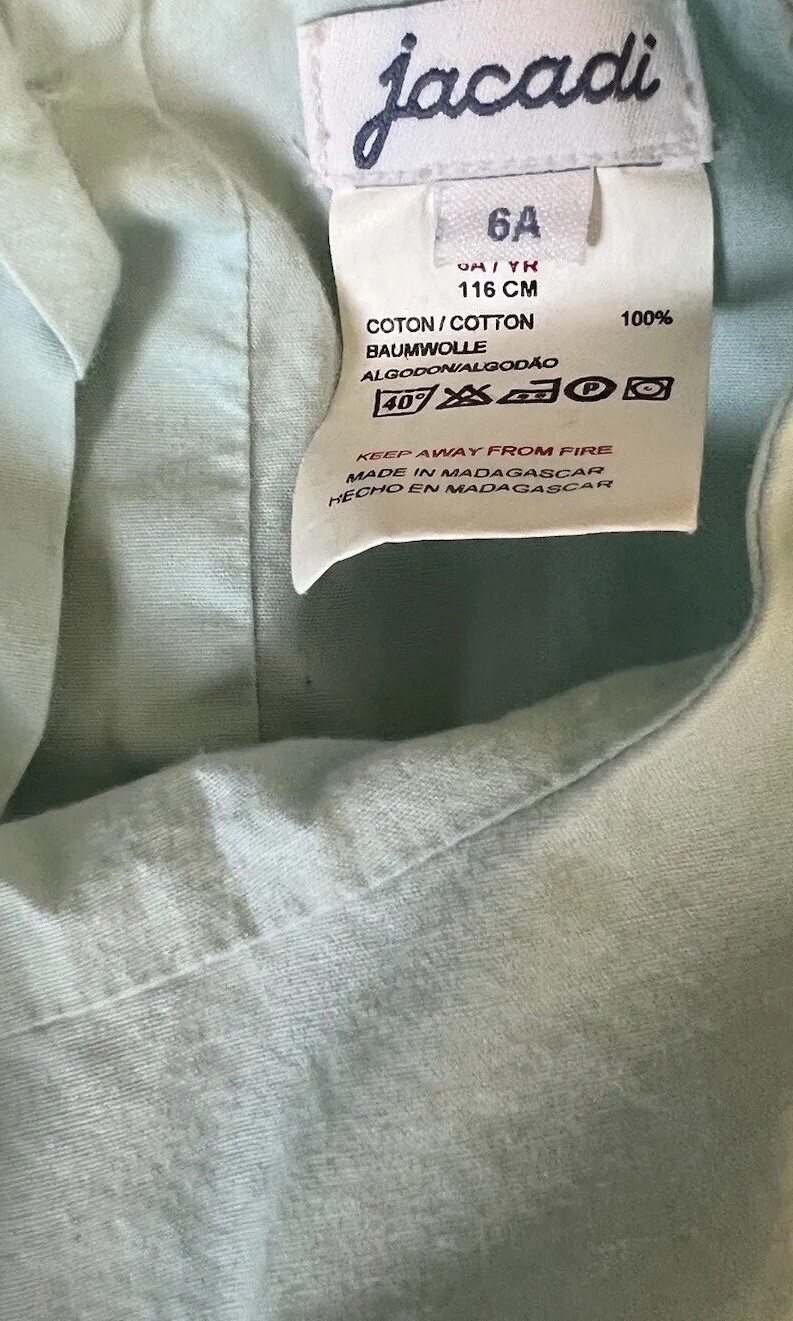 jacadi
6A
6A / YR
116 CM
COTON / COTTON 100%
BAUMWOLLE
ALGODON/ALGODÃO
40° P
KEEP AWAY FROM FIRE
MADE IN MADAGASCAR
HECHO EN MADAGASCAR